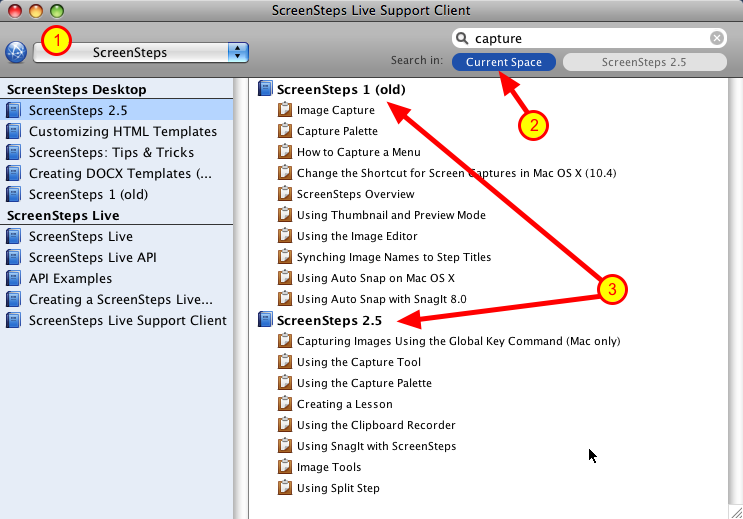 ScreenSteps Live Support Client
1
ScreenSteps
capture
Search in:
Current Space
ScreenSteps 2.5
2
3
ScreenSteps Desktop
ScreenSteps 2.5
Customizing HTML Templates
ScreenSteps: Tips & Tricks
Creating DOCX Templates (...
ScreenSteps 1 (old)
ScreenSteps Live
ScreenSteps Live
ScreenSteps Live API
API Examples
Creating a ScreenSteps Live...
ScreenSteps Live Support Client
ScreenSteps 1 (old)
Image Capture
Capture Palette
How to Capture a Menu
Change the Shortcut for Screen Captures in Mac OS X (10.4)
ScreenSteps Overview
Using Thumbnail and Preview Mode
Using the Image Editor
Synching Image Names to Step Titles
Using Auto Snap on Mac OS X
Using Auto Snap with SnagIt 8.0
ScreenSteps 2.5
Capturing Images Using the Global Key Command (Mac only)
Using the Capture Tool
Using the Capture Palette
Creating a Lesson
Using the Clipboard Recorder
Using SnagIt with ScreenSteps
Image Tools
Using Split Step